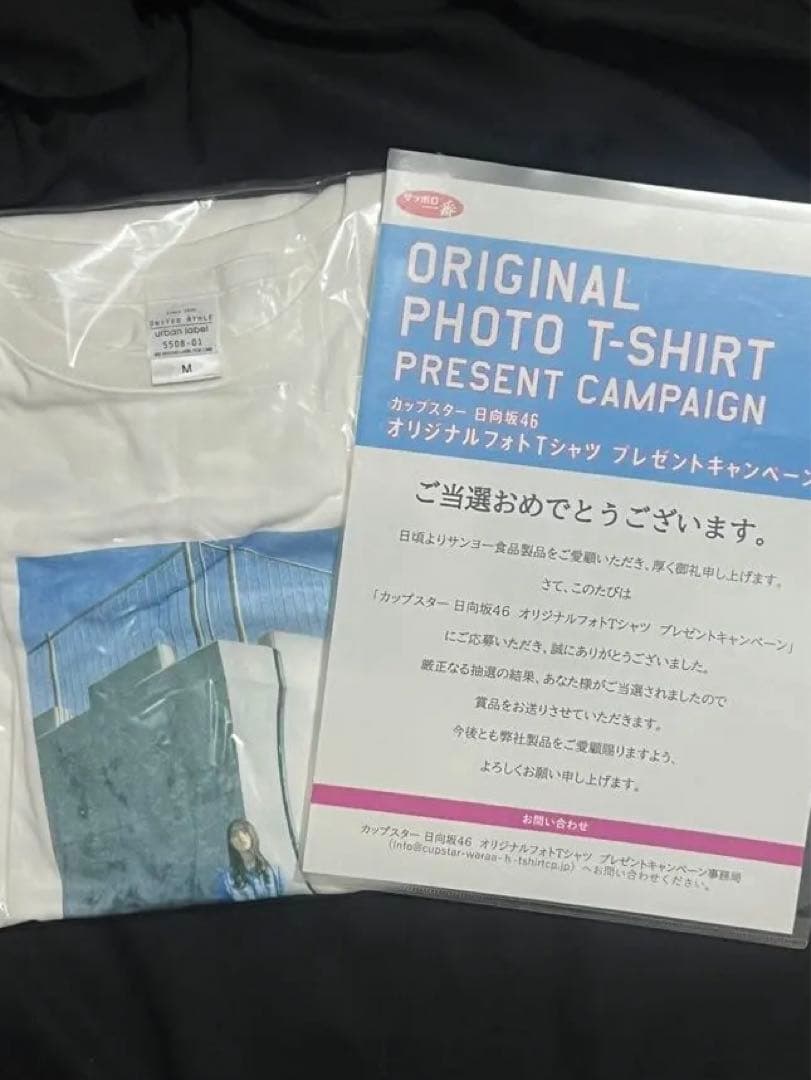 UNITED ATHLE
urban label
5508-01
M
サッポロ一番
ORIGINAL
PHOTO T-SHIRT
PRESENT CAMPAIGN
カップスター 日向坂46
オリジナルフォトTシャツ プレゼントキャンペーン
ご当選おめでとうございます。
日頃よりサンヨー食品製品をご愛顧いただき、厚く御礼申し上げます。
さて、このたびは
「カップスター 日向坂46 オリジナルフォトTシャツ プレゼントキャンペーン」
にご応募いただき、誠にありがとうございました。
厳正なる抽選の結果、あなた様がご当選されましたので
賞品をお送りさせていただきます。
今後とも弊社製品をご愛顧賜りますよう、
よろしくお願い申し上げます。
お問い合わせ
カップスター 日向坂46 オリジナルフォトTシャツ プレゼントキャンペーン事務局
（info@cupstar-waraa-h-tshirtcp.jp）へお問い合わせください。